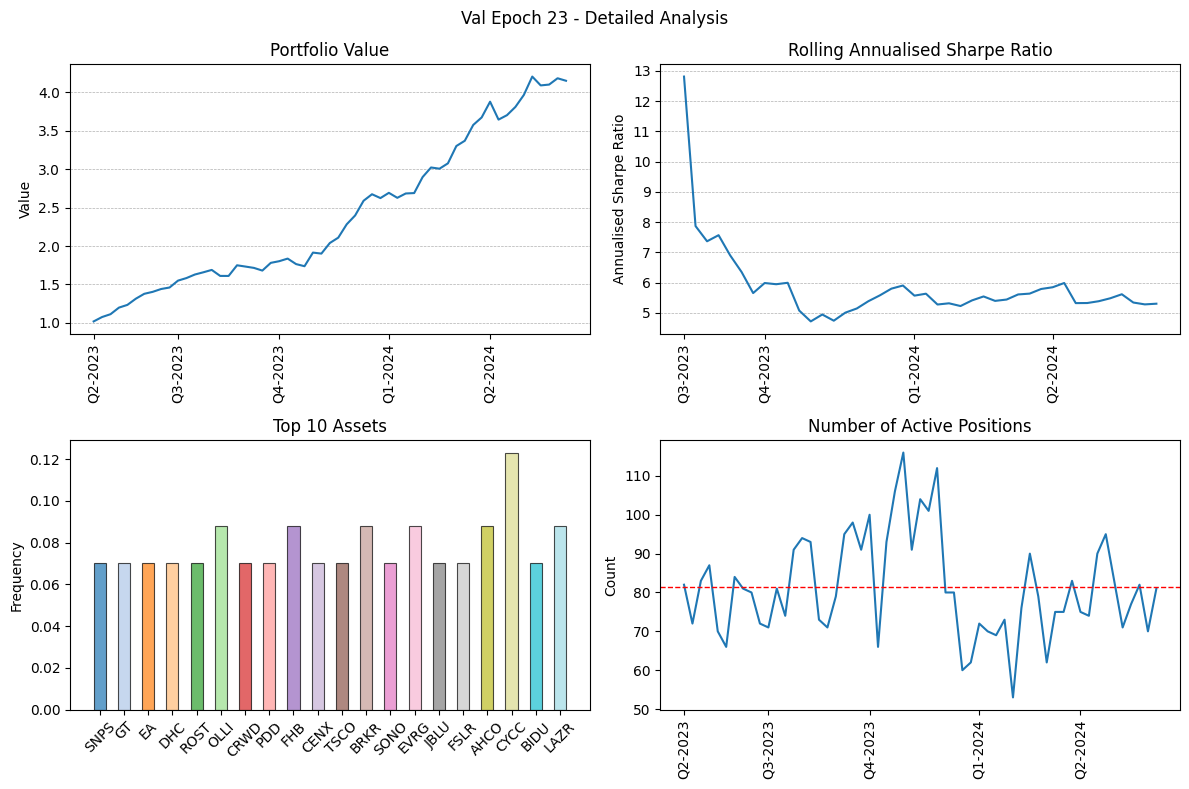 Val Epoch 23 - Detailed Analysis
Portfolio Value
Value
4.0
3.5
3.0
2.5
2.0
1.5
1.0
Q2-2023
Q3-2023
Q4-2023
Q1-2024
Q2-2024
Rolling Annualised Sharpe Ratio
Annualised Sharpe Ratio
13
12
11
10
9
8
7
6
5
Q3-2023
Q4-2023
Q1-2024
Q2-2024
Top 10 Assets
Frequency
0.12
0.10
0.08
0.06
0.04
0.02
0.00
SNPS
GT
EA
DHC
ROST
OLLI
CRWD
PDD
FHB
CENX
TSCO
BRKR
SONO
EVRG
JBLU
FSLR
AHCO
CYCC
BIDU
LAZR
Number of Active Positions
Count
110
100
90
80
70
60
50
Q2-2023
Q3-2023
Q4-2023
Q1-2024
Q2-2024